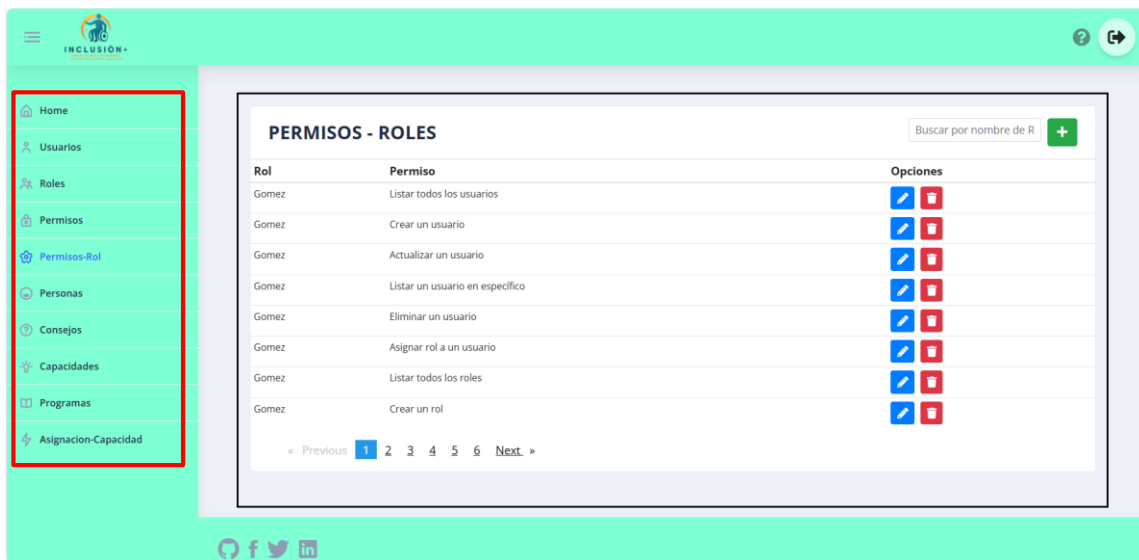 INCLUSIÓN+
Home
Usuarios
Roles
Permisos
Permisos-Rol
Personas
Consejos
Capacidades
Programas
Asignacion-Capacidad
PERMISOS - ROLES
Buscar por nombre de R
Rol Permiso Opciones
Gomez Listar todos los usuarios
Gomez Crear un usuario
Gomez Actualizar un usuario
Gomez Listar un usuario en específico
Gomez Eliminar un usuario
Gomez Asignar rol a un usuario
Gomez Listar todos los roles
Gomez Crear un rol
« Previous 1 2 3 4 5 6 Next »